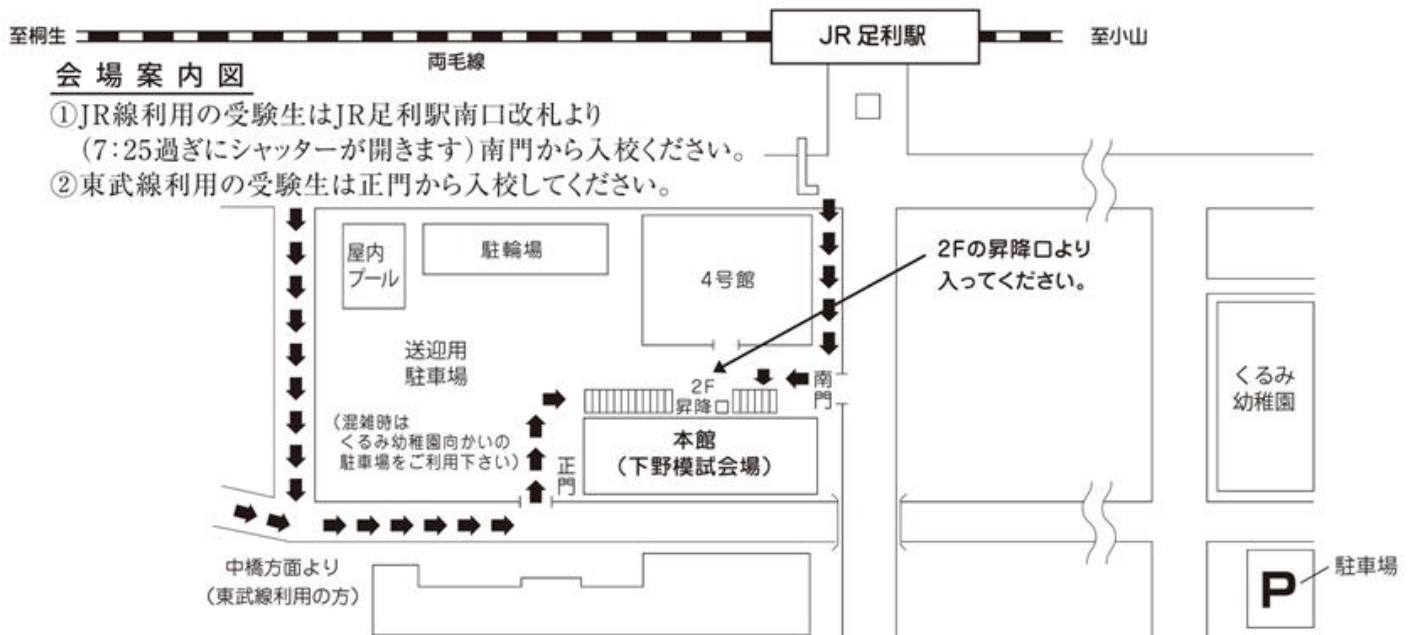 至桐生
JR 足利駅
至小山
両毛線
会場案内図
①JR線利用の受験生はJR足利駅南口改札より
(7:25過ぎにシャッターが開きます)南門から入校ください。
②東武線利用の受験生は正門から入校してください。
屋内
プール
駐輪場
4号館
2Fの昇降口より
入ってください。
送迎用
駐車場
2F
昇降口
南門
くるみ
幼稚園
(混雑時は
くるみ幼稚園向かいの
駐車場をご利用下さい)
正門
本館
(下野模試会場)
中橋方面より
(東武線利用の方)
P
駐車場